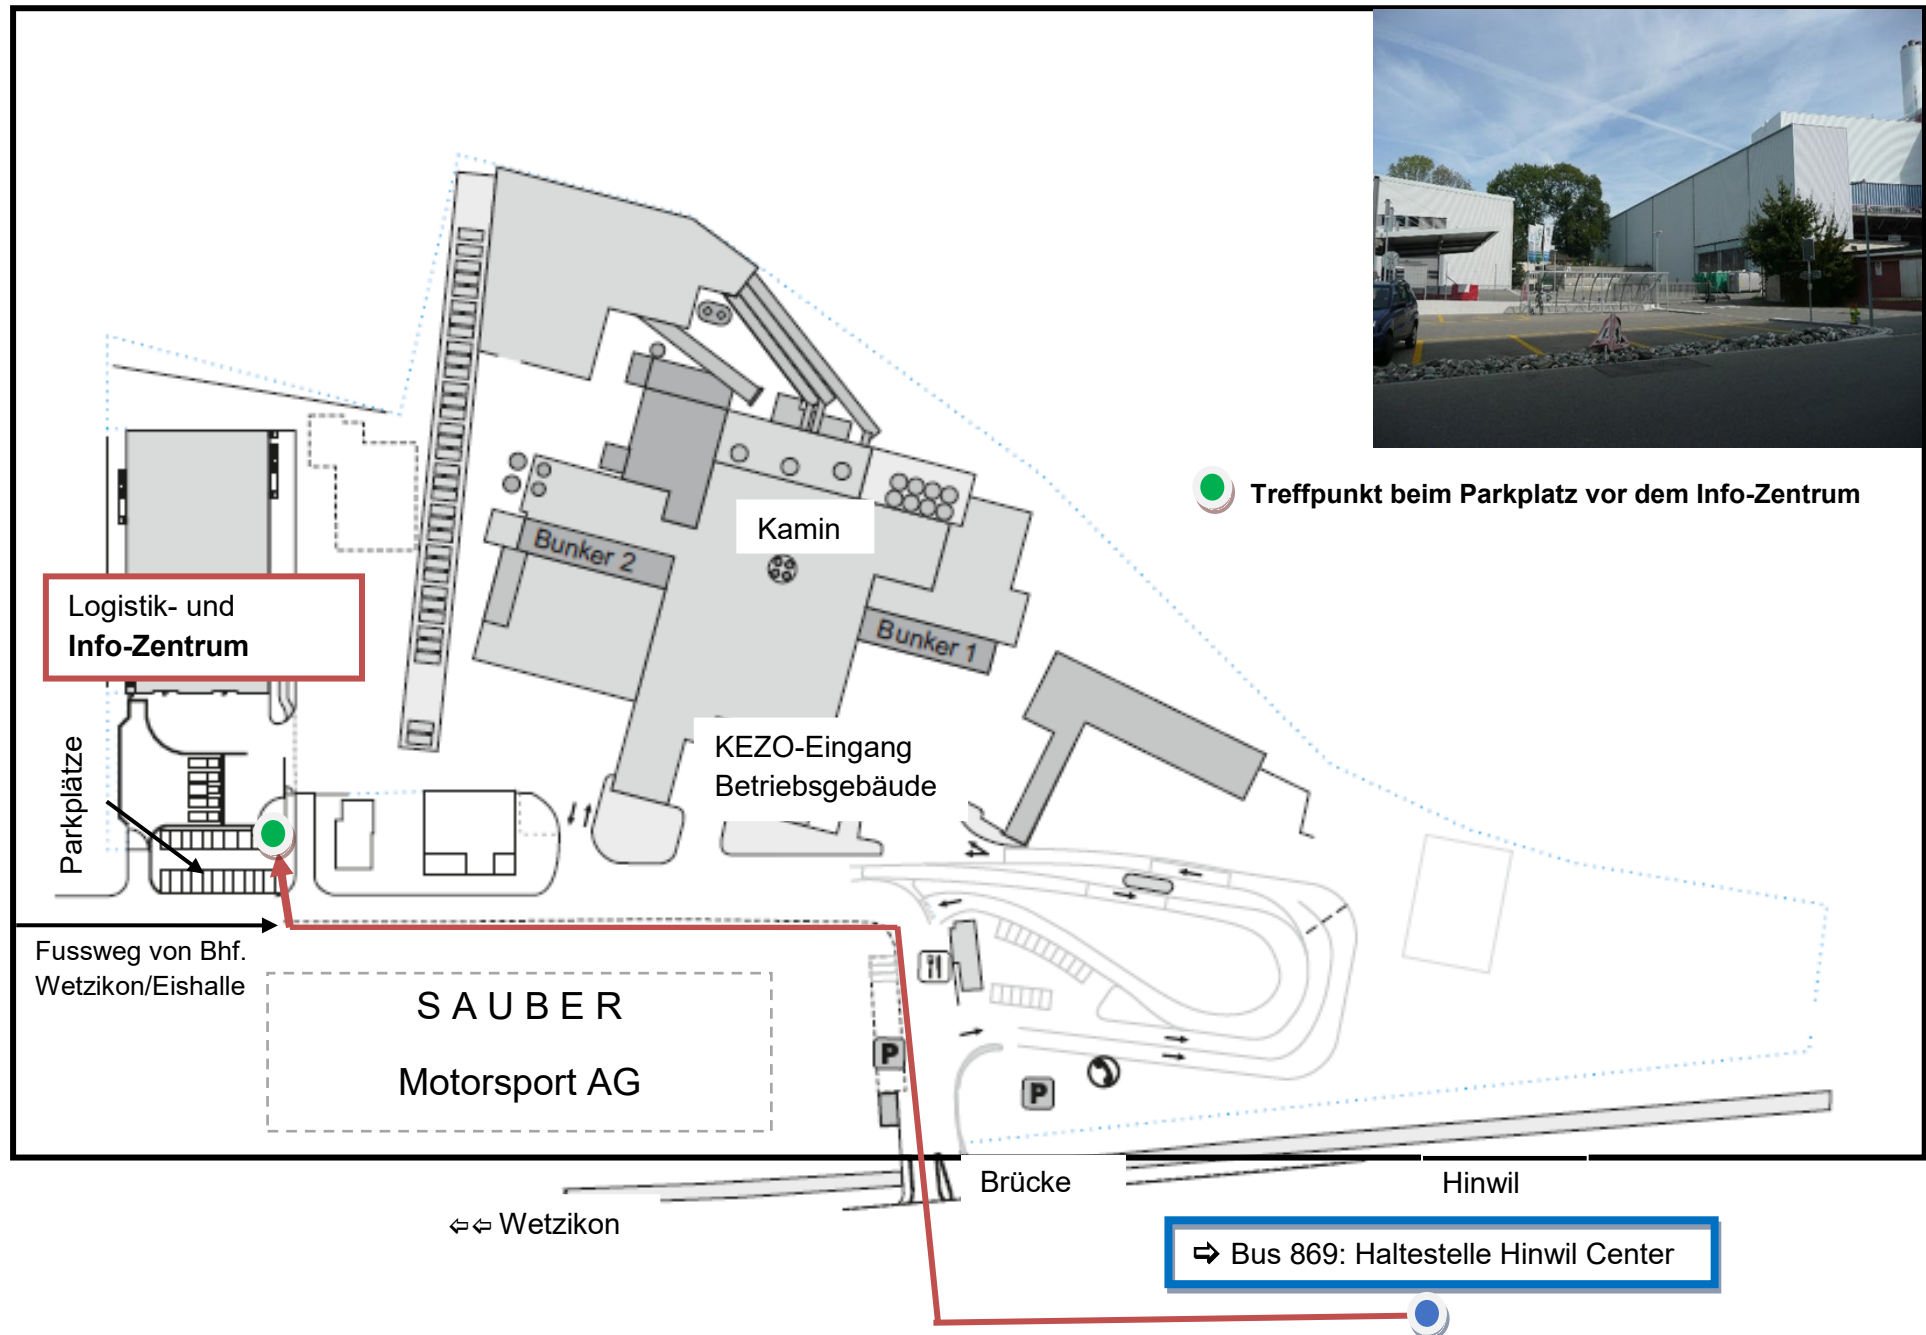 Treffpunkt beim Parkplatz vor dem Info-Zentrum
Kamin
Bunker 2
Bunker 1
Logistik- und
Info-Zentrum
KEZO-Eingang
Betriebsgebäude
Parkplätze
Fussweg von Bhf.
Wetzikon/Eishalle
S A U B E R
Motorsport AG
P
P
Brücke
Hinwil
⇦⇦ Wetzikon
⇨ Bus 869: Haltestelle Hinwil Center